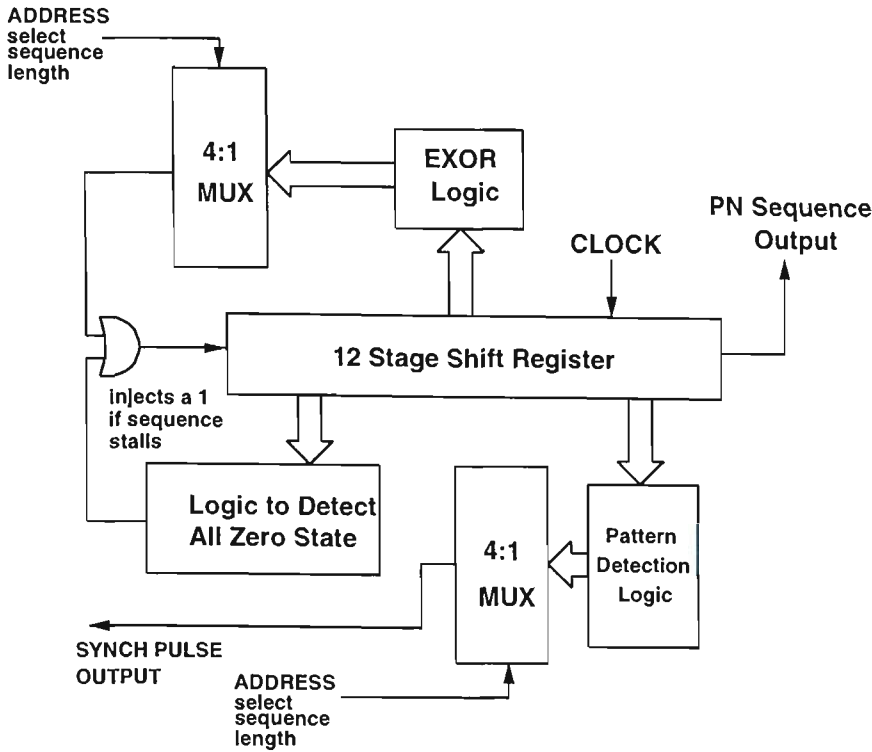 ADDRESS
select
sequence
length
4:1
MUX
EXOR
Logic
PN Sequence
Output
CLOCK
12 Stage Shift Register
injects a 1
if sequence
stalls
Logic to Detect
All Zero State
4:1
MUX
Pattern
Detection
Logic
SYNCH PULSE
OUTPUT
ADDRESS
select
sequence
length